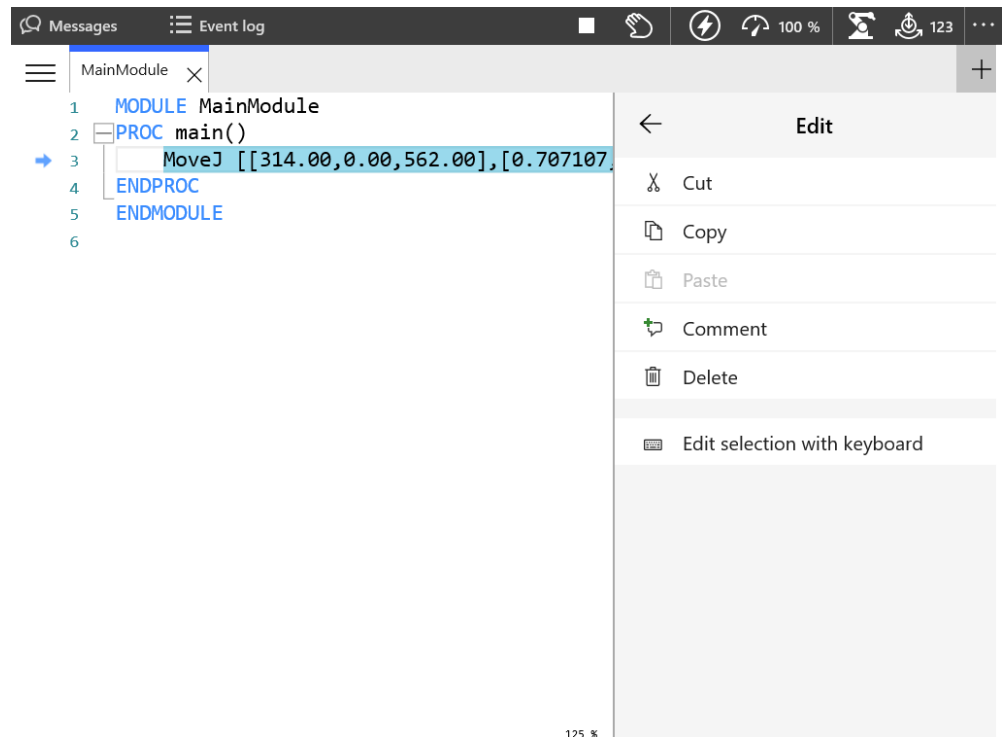 Messages Event log 100 % 123 ...
MainModule
1 MODULE MainModule
2 PROC main()
3 MoveJ [[314.00,0.00,562.00],[0.707107,
4 ENDPROC
5 ENDMODULE
6
125 %
Edit
Cut
Copy
Paste
Comment
Delete
Edit selection with keyboard